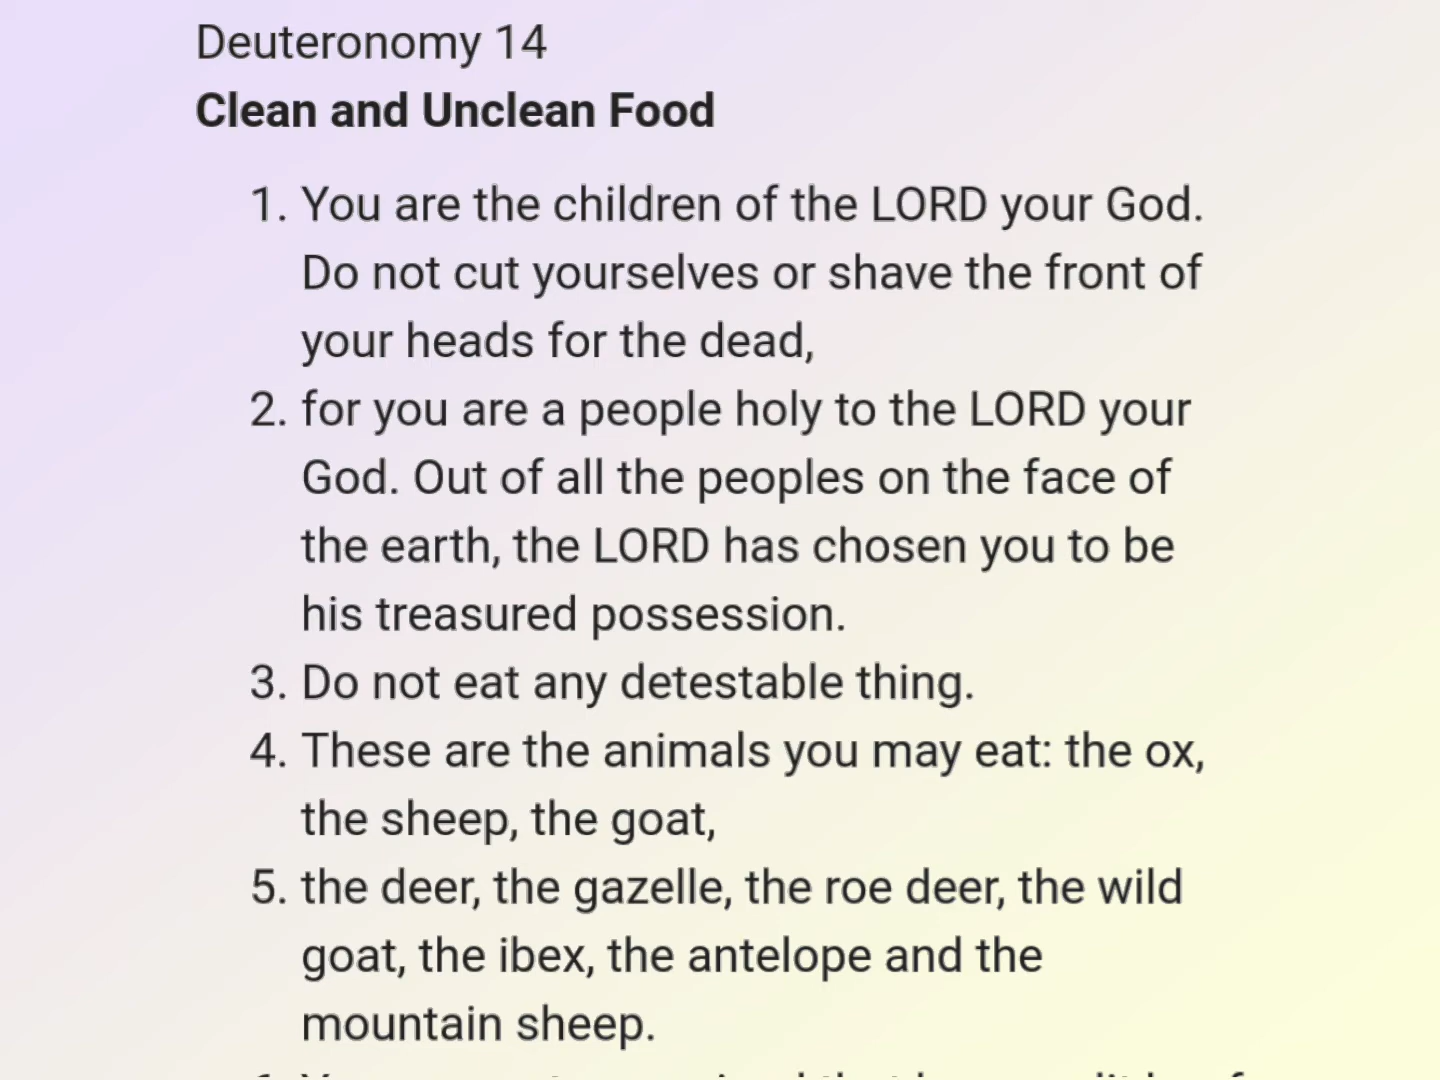 Deuteronomy 14
Clean and Unclean Food
1. You are the children of the LORD your God.
Do not cut yourselves or shave the front of
your heads for the dead,
2. for you are a people holy to the LORD your
God. Out of all the peoples on the face of
the earth, the LORD has chosen you to be
his treasured possession.
3. Do not eat any detestable thing.
4. These are the animals you may eat: the ox,
the sheep, the goat,
5. the deer, the gazelle, the roe deer, the wild
goat, the ibex, the antelope and the
mountain sheep.